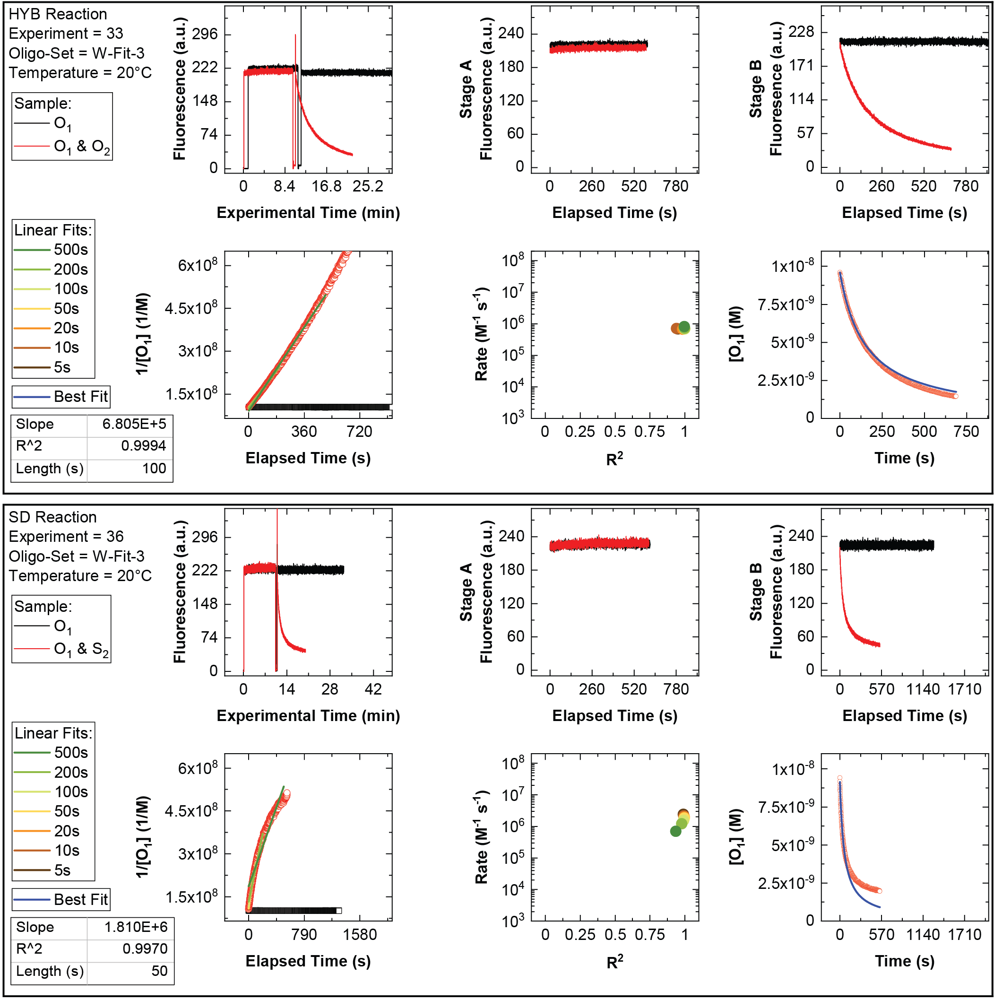 HYB Reaction
Experiment = 33
Oligo-Set = W-Fit-3
Temperature = 20°C
Sample:
O1
O1 & O2
Fluorescence (a.u.)
296
222
148
74
0
0 8.4 16.8 25.2
Experimental Time (min)
Stage A
Fluorescence (a.u.)
240
180
120
60
0
0 260 520 780
Elapsed Time (s)
Stage B
Fluoresence (a.u.)
228
171
114
57
0
0 260 520 780
Elapsed Time (s)
Linear Fits:
500s
200s
100s
50s
20s
10s
5s
Best Fit
Slope 6.805E+5
R^2 0.9994
Length (s) 100
1/[O1] (1/M)
6x10^8
4.5x10^8
3x10^8
1.5x10^8
0 360 720
Elapsed Time (s)
Rate (M^-1 s^-1)
10^8
10^7
10^6
10^5
10^4
10^3
0 0.25 0.5 0.75 1
R^2
[O1] (M)
1x10^-8
7.5x10^-9
5x10^-9
2.5x10^-9
0
0 250 500 750
Time (s)
SD Reaction
Experiment = 36
Oligo-Set = W-Fit-3
Temperature = 20°C
Sample:
O1
O1 & S2
Fluorescence (a.u.)
296
222
148
74
0
0 14 28 42
Experimental Time (min)
Stage A
Fluorescence (a.u.)
240
180
120
60
0
0 260 520 780
Elapsed Time (s)
Stage B
Fluoresence (a.u.)
240
180
120
60
0
0 570 1140 1710
Elapsed Time (s)
Linear Fits:
500s
200s
100s
50s
20s
10s
5s
Best Fit
Slope 1.810E+6
R^2 0.9970
Length (s) 50
1/[O1] (1/M)
6x10^8
4.5x10^8
3x10^8
1.5x10^8
0 790 1580
Elapsed Time (s)
Rate (M^-1 s^-1)
10^8
10^7
10^6
10^5
10^4
10^3
0 0.25 0.5 0.75 1
R^2
[O1] (M)
1x10^-8
7.5x10^-9
5x10^-9
2.5x10^-9
0
0 570 1140 1710
Time (s)